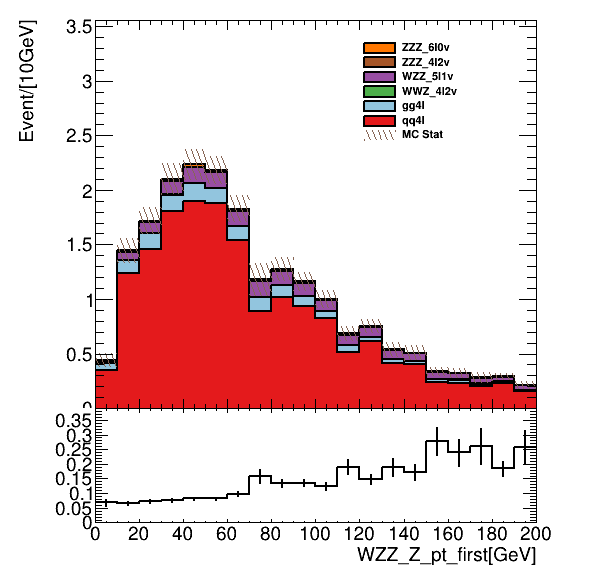 Event/[10GeV]
3.5
3
2.5
2
1.5
1
0.5
0
ZZZ_6l0v
ZZZ_4l2v
WZZ_5l1v
WWZ_4l2v
gg4l
qq4l
MC Stat
0.35
0.3
0.25
0.2
0.15
0.1
0.05
0
0 20 40 60 80 100 120 140 160 180 200
WZZ_Z_pt_first[GeV]